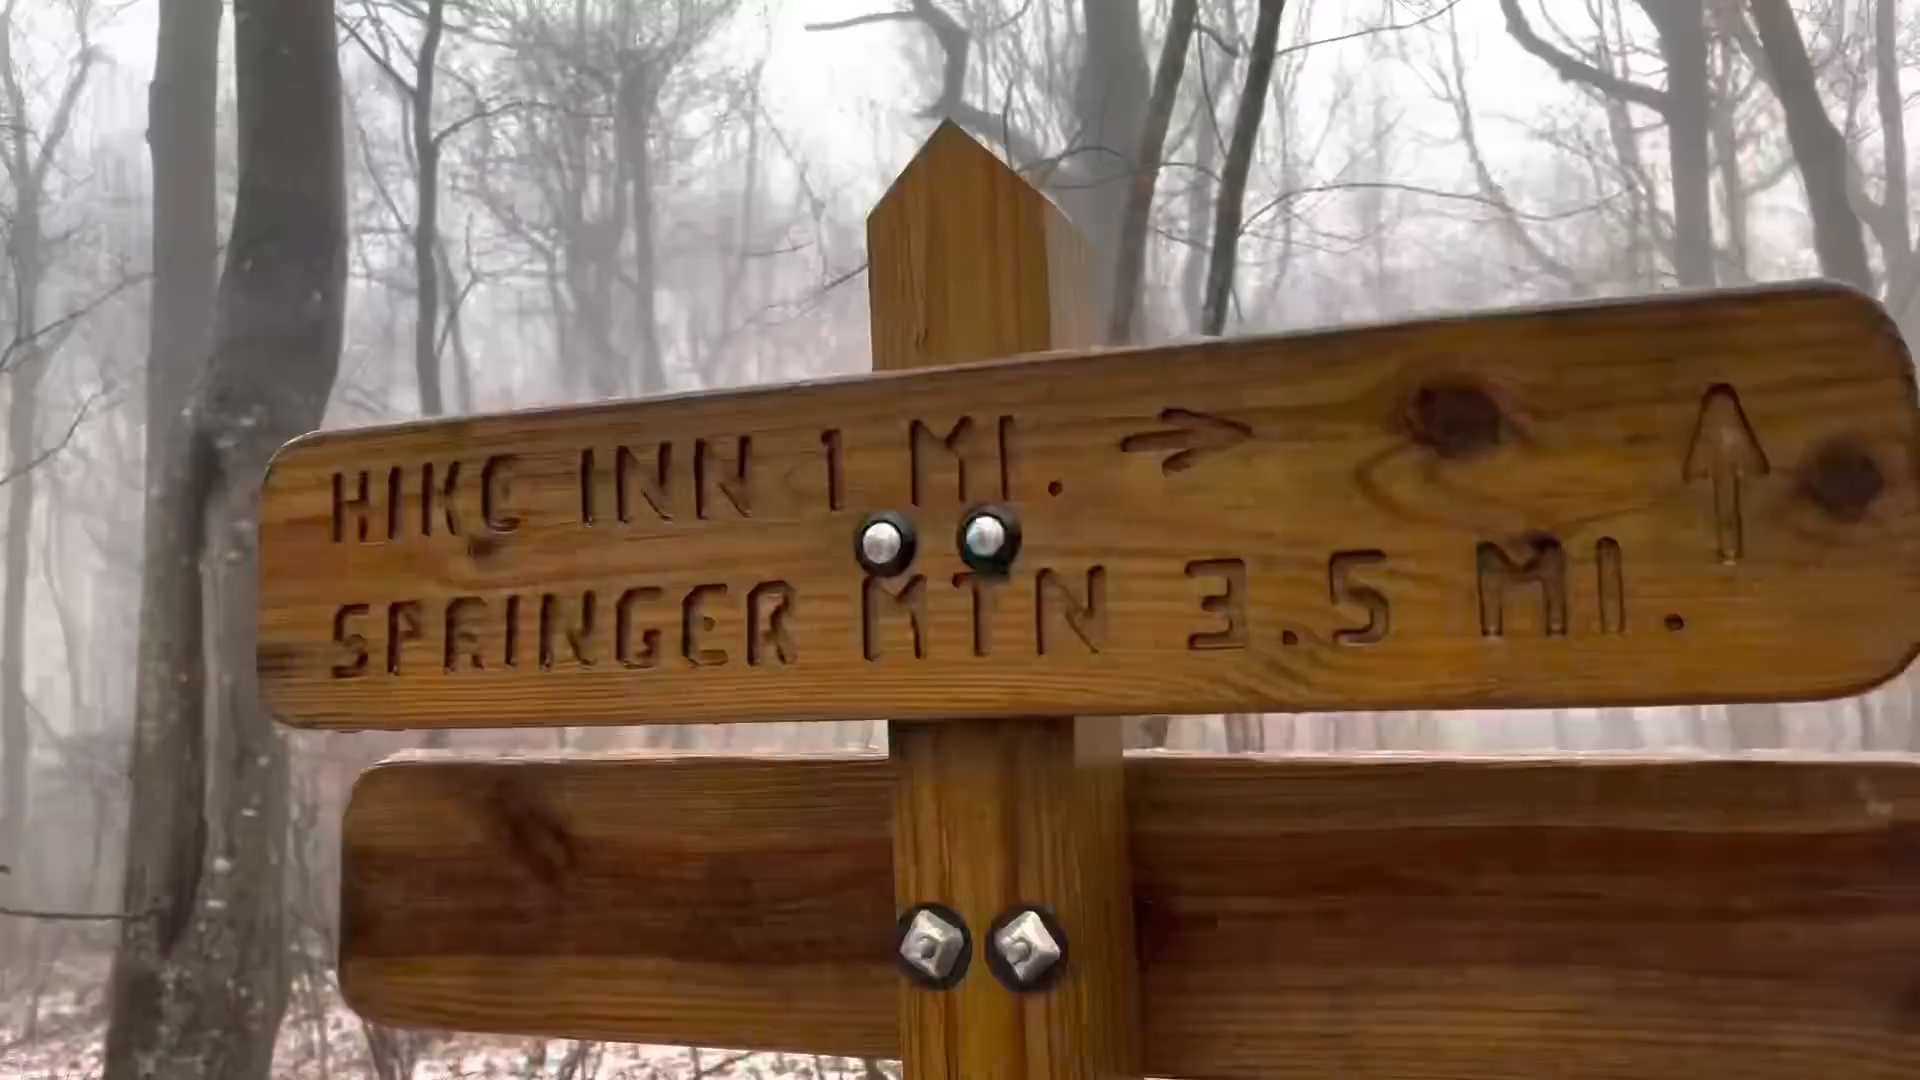 HIKE INN 1 MI. →
SPRINGER MTN 3.5 MI. ↑